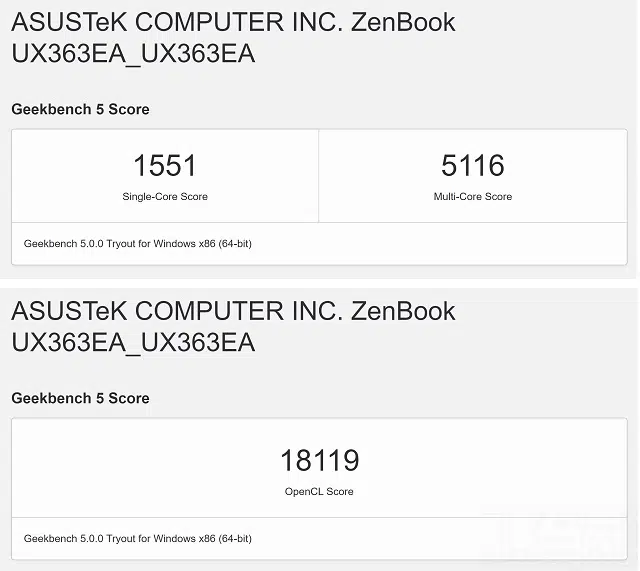 ASUSTeK COMPUTER INC. ZenBook
UX363EA_UX363EA
Geekbench 5 Score
1551 5116
Single-Core Score Multi-Core Score
Geekbench 5.0.0 Tryout for Windows x86 (64-bit)
ASUSTeK COMPUTER INC. ZenBook
UX363EA_UX363EA
Geekbench 5 Score
18119
OpenCL Score
Geekbench 5.0.0 Tryout for Windows x86 (64-bit)